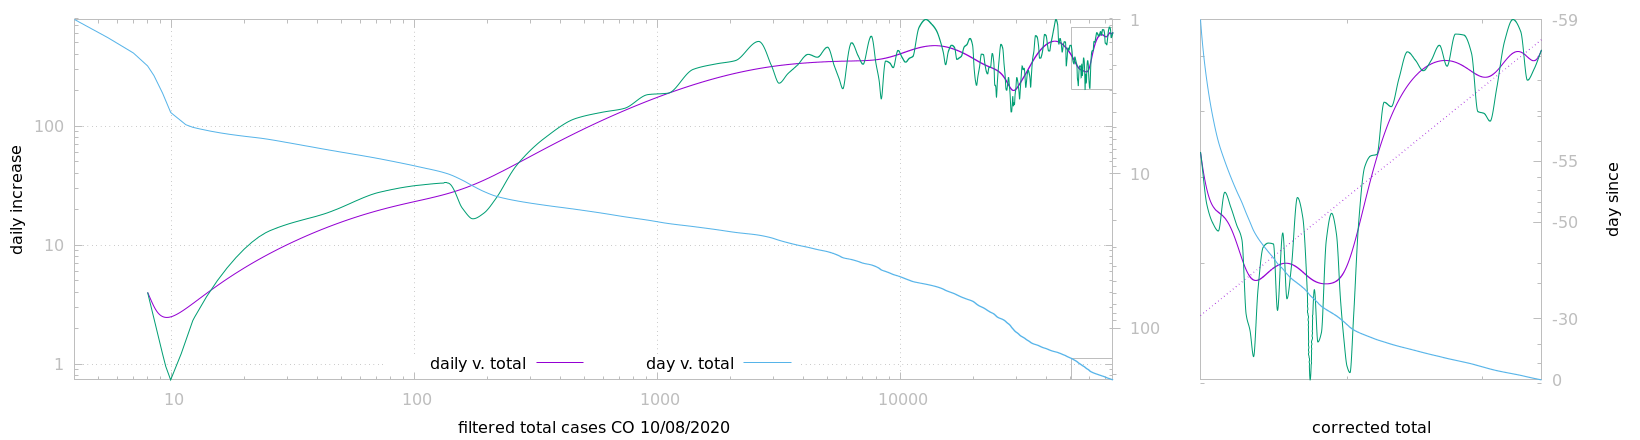 daily increase
100
10
1
10
100
1000
10000
filtered total cases CO 10/08/2020
daily v. total
day v. total
1
10
100
-59
-55
-50
-30
0
day since
corrected total